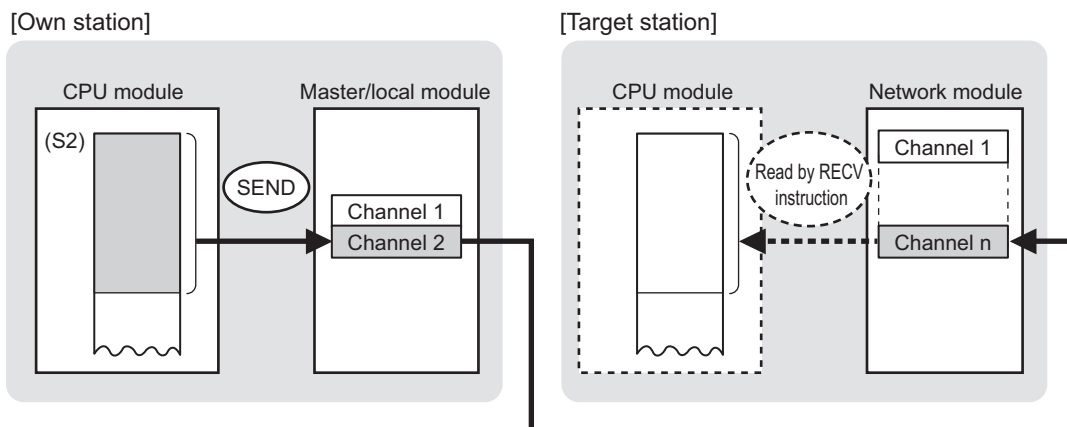 [Own station]
CPU module
Master/local module
(S2)
SEND
Channel 1
Channel 2
[Target station]
CPU module
Network module
Read by RECV
instruction
Channel 1
Channel n